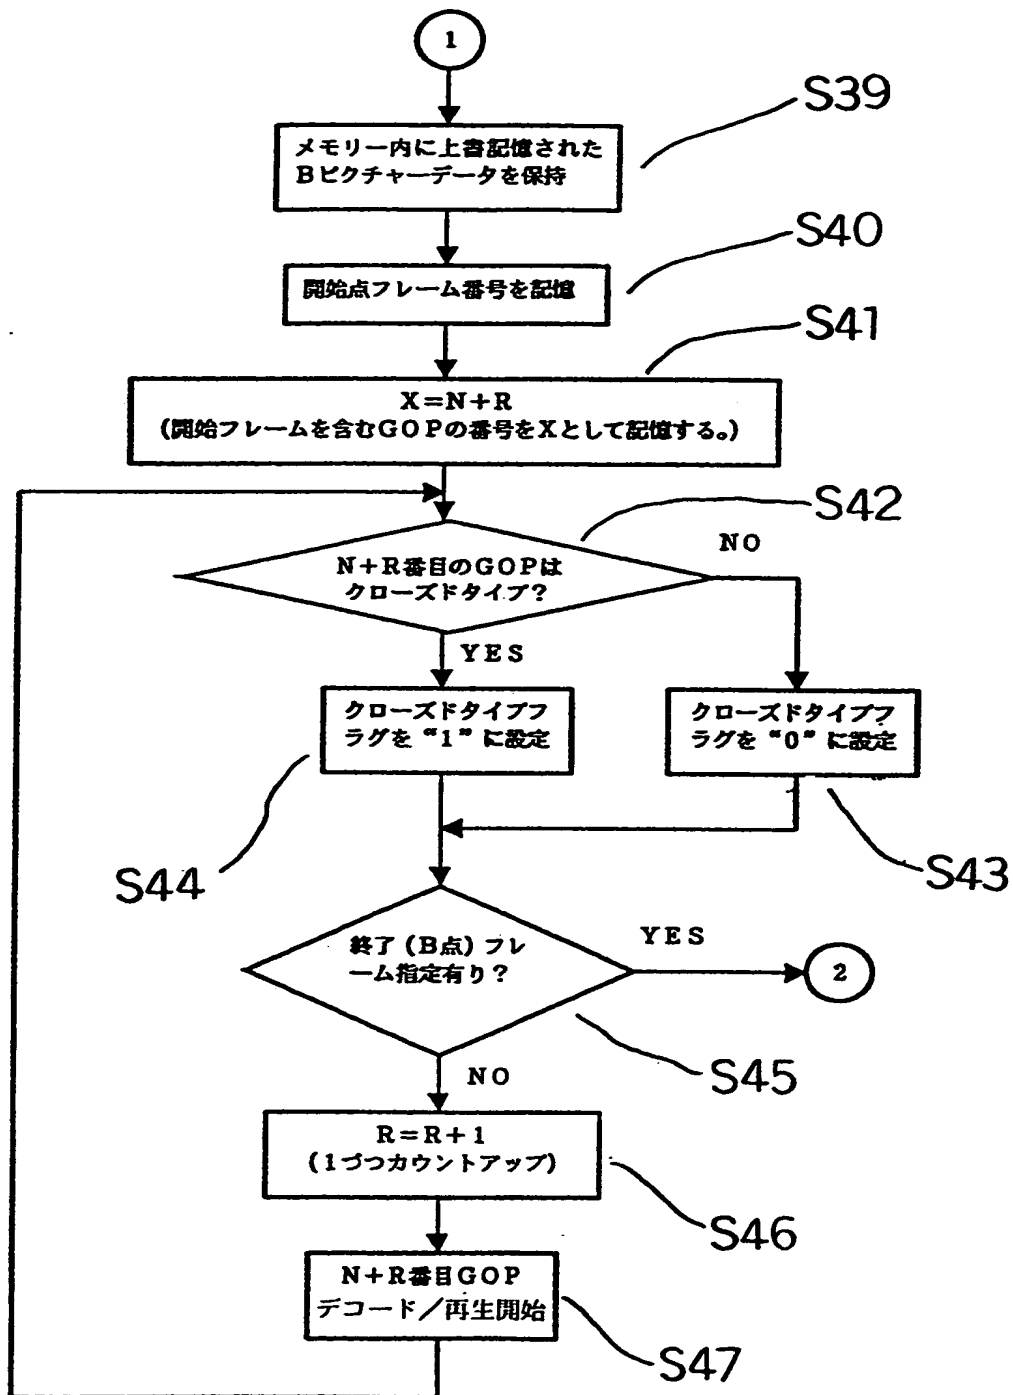 1
S39
メモリー内に上書記憶された
Bピクチャーデータを保持
S40
開始点フレーム番号を記憶
S41
X=N+R
(開始フレームを含むGOPの番号をXとして記憶する。)
S42
N+R番目のGOPは
クローズドタイプ?
NO
YES
クローズドタイプフ
ラグを“1”に設定
クローズドタイプフ
ラグを“0”に設定
S44
S43
終了(B点)フレ
ーム指定有り?
YES
2
S45
NO
R=R+1
(1づつカウントアップ)
S46
N+R番目GOP
デコード/再生開始
S47